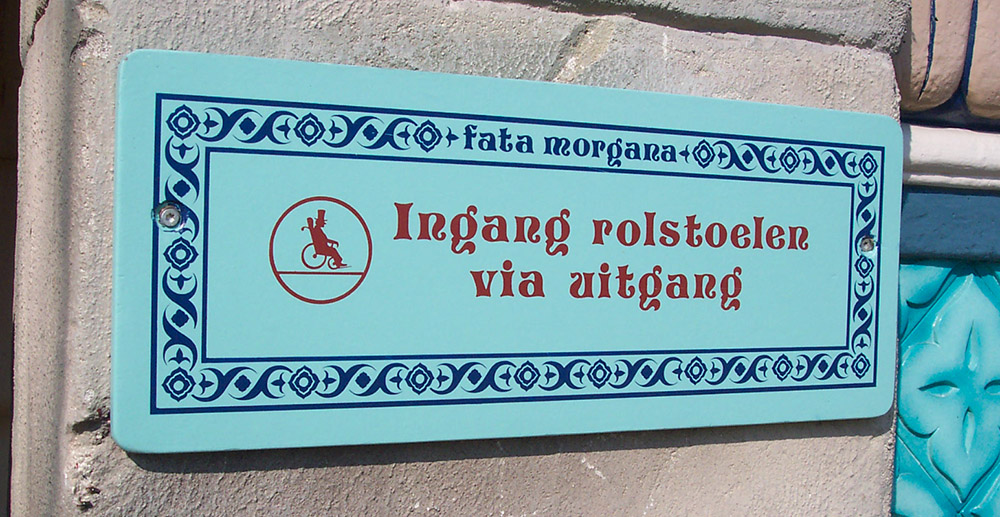 fata morgana
Ingang rolstoelen
via uitgang